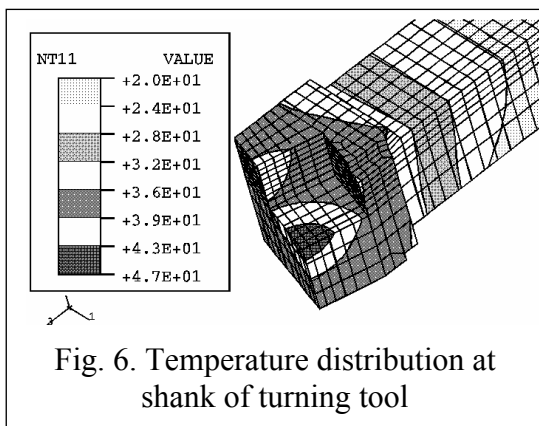 NT11 VALUE
+2.0E+01
+2.4E+01
+2.8E+01
+3.2E+01
+3.6E+01
+3.9E+01
+4.3E+01
+4.7E+01
3 1
Fig. 6. Temperature distribution at
shank of turning tool